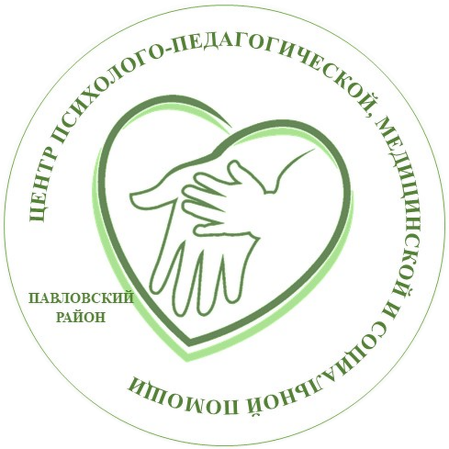 ЦЕНТР ПСИХОЛОГО-ПЕДАГОГИЧЕСКОЙ, МЕДИЦИНСКОЙ И СОЦИАЛЬНОЙ ПОМОЩИ
ПАВЛОВСКИЙ
РАЙОН